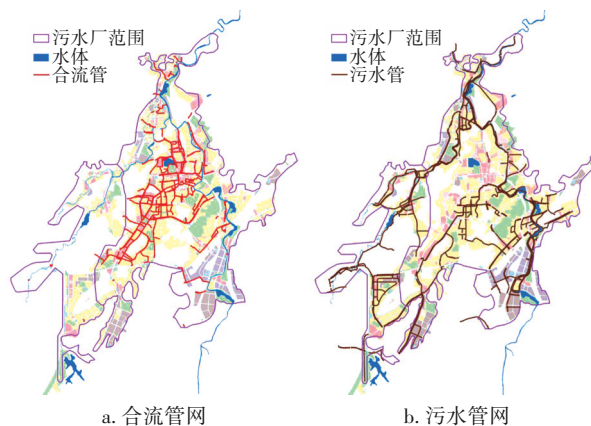 污水厂范围
水体
合流管
污水厂范围
水体
污水管
a. 合流管网
b. 污水管网